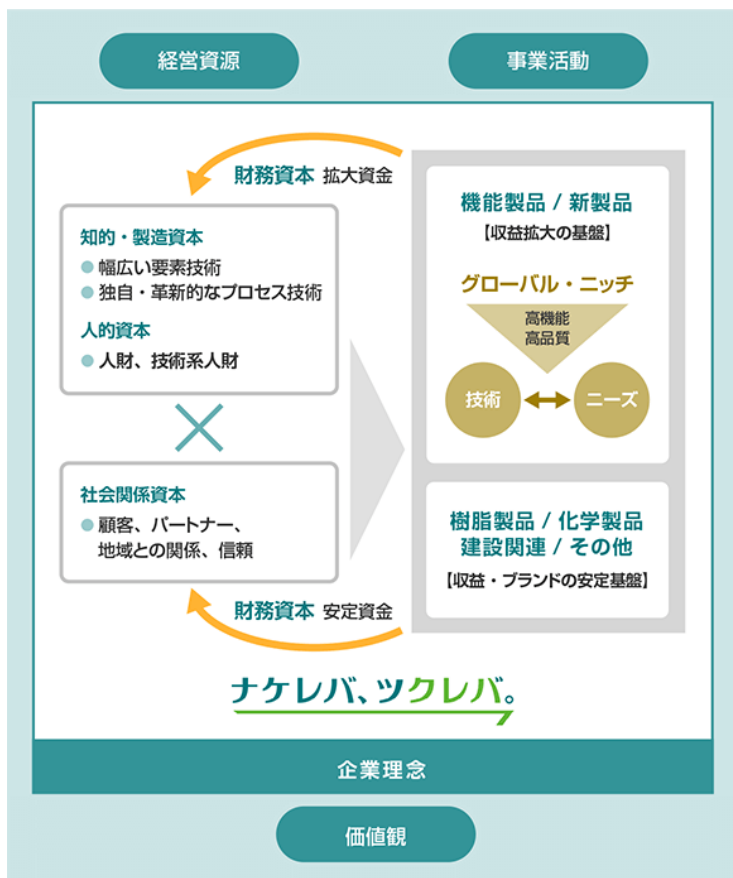 経営資源
事業活動
財務資本 拡大資金
知的・製造資本
幅広い要素技術
独自・革新的なプロセス技術
人的資本
人財、技術系人財
社会関係資本
顧客、パートナー、
地域との関係、信頼
財務資本 安定資金
機能製品 / 新製品
【収益拡大の基盤】
グローバル・ニッチ
高機能
高品質
技術
ニーズ
樹脂製品 / 化学製品
建設関連 / その他
【収益・ブランドの安定基盤】
ナケレバ、ツクレバ。
企業理念
価値観